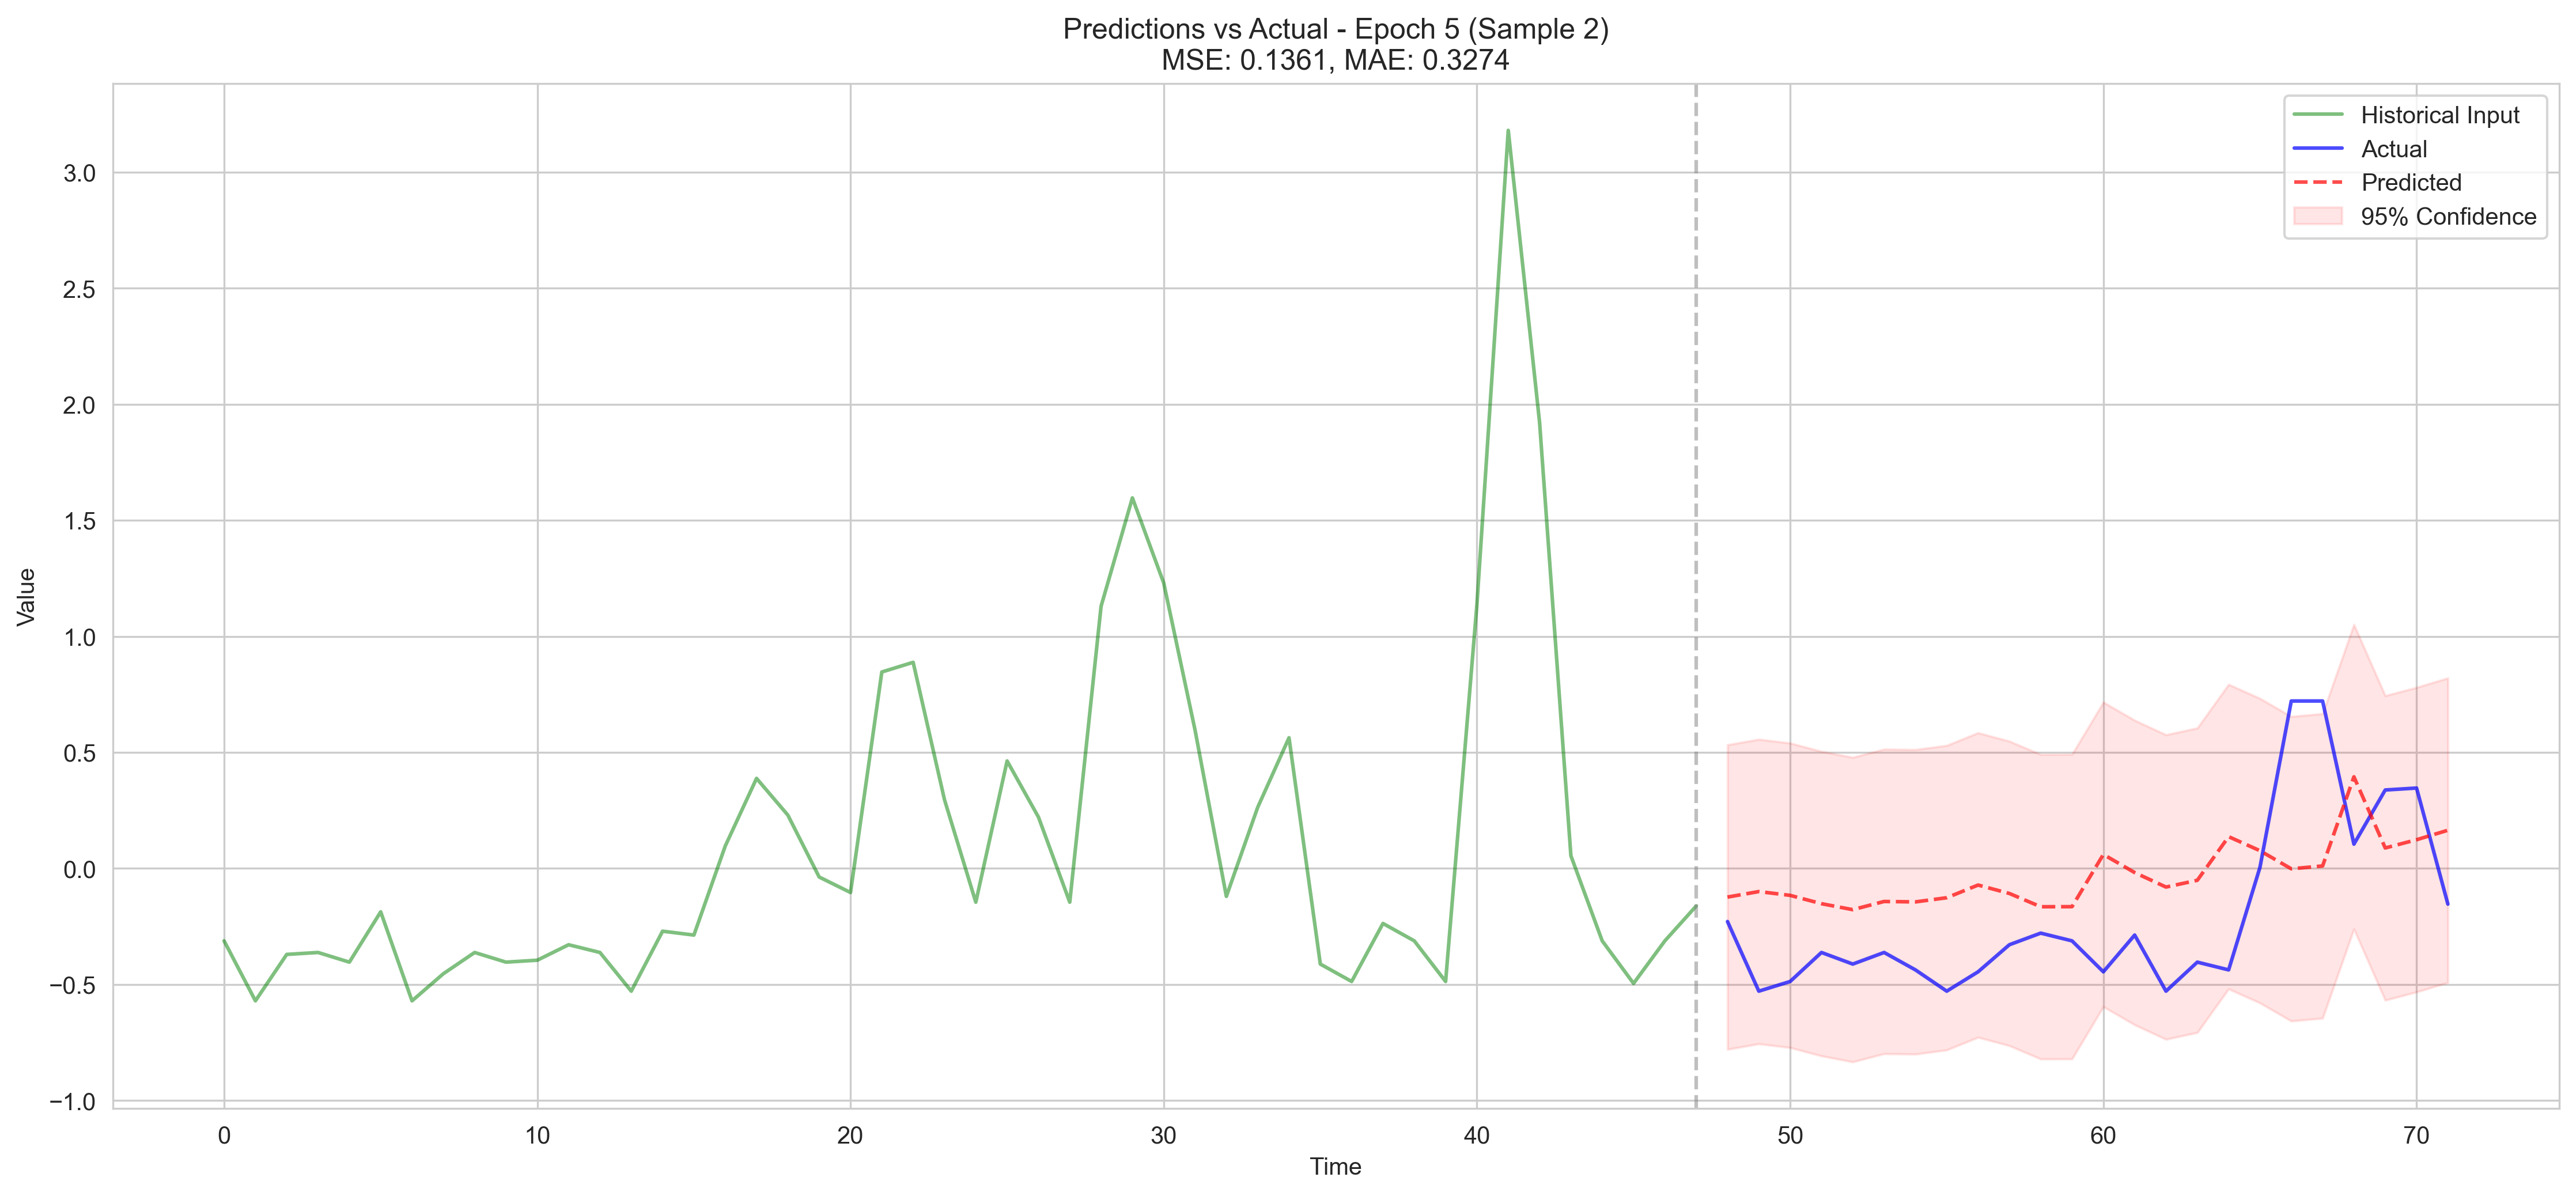 Predictions vs Actual - Epoch 5 (Sample 2)
MSE: 0.1361, MAE: 0.3274
Historical Input
Actual
Predicted
95% Confidence
Value
3.0
2.5
2.0
1.5
1.0
0.5
0.0
−0.5
−1.0
0 10 20 30 40 50 60 70
Time